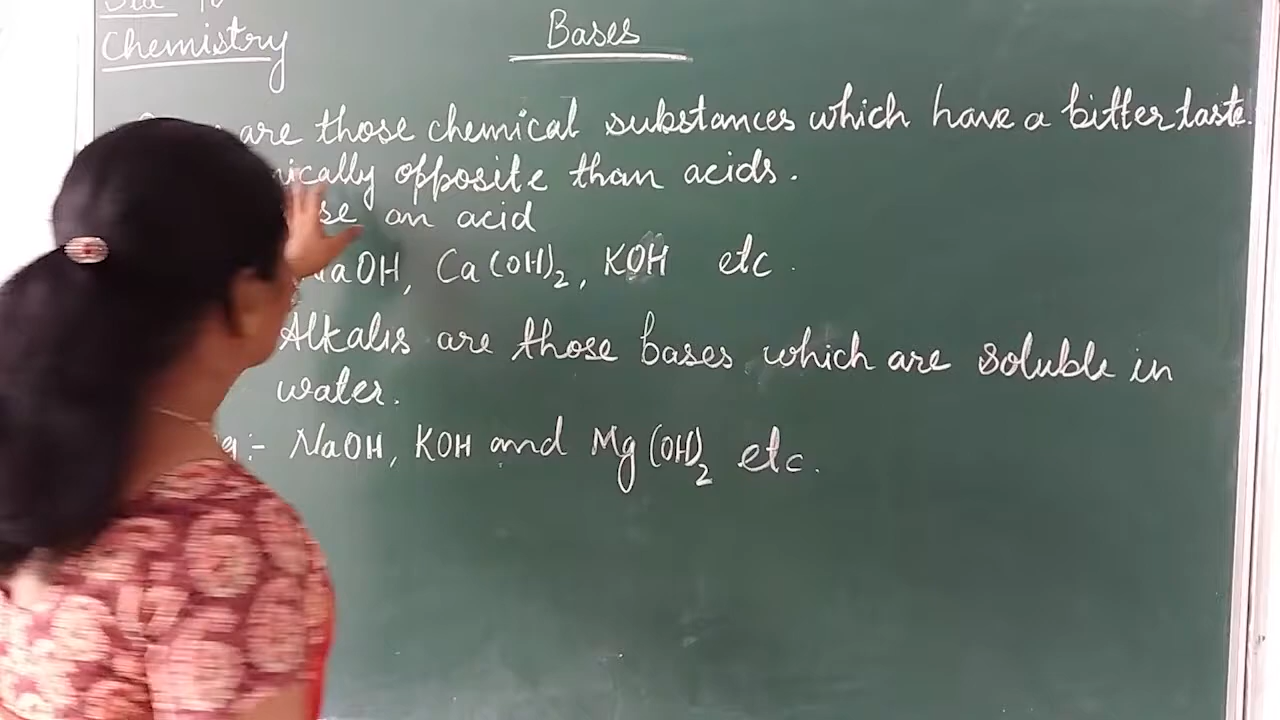 Chemistry
Bases
are those chemical substances which have a bitter taste.
opposite than acids.
an acid
NaOH, Ca(OH)2, KOH etc.
Alkalis are those bases which are soluble in
water.
g:- NaOH, KOH and Mg(OH)2 etc.